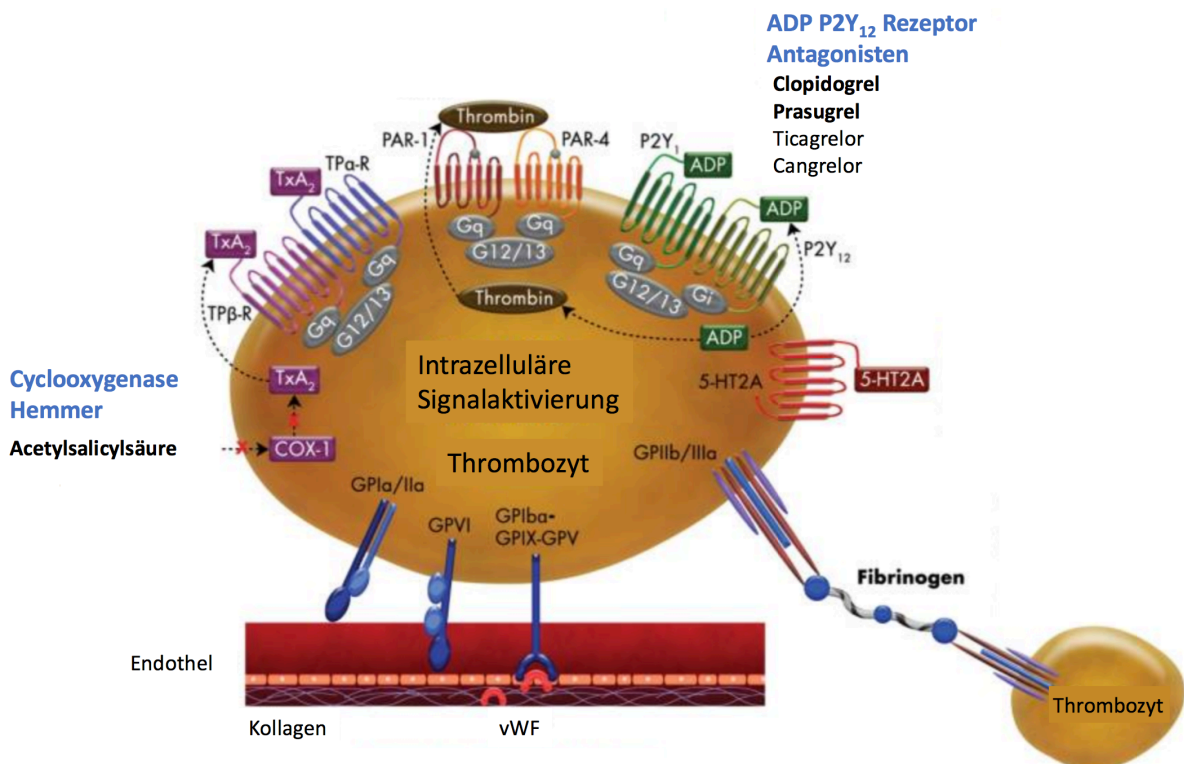 ADP P2Y₁₂ Rezeptor
Antagonisten
Clopidogrel
Prasugrel
Ticagrelor
Cangrelor
Thrombin
PAR-1
PAR-4
P2Y₁
ADP
TPα-R
TxA₂
ADP
TxA₂
P2Y₁₂
Gq
Gq
G12/13
Gq
Gq
G12/13
Gi
TPβ-R
Gq
G12/13
Thrombin
ADP
Intrazelluläre
Signalaktivierung
5-HT2A
5-HT2A
Cyclooxygenase
Hemmer
TxA₂
Acetylsalicylsäure
COX-1
Thrombozyt
GPIIb/IIIa
GPIa/IIa
GPVI
GPIba-
GPIX-GPV
Fibrinogen
Endothel
Thrombozyt
Kollagen
vWF